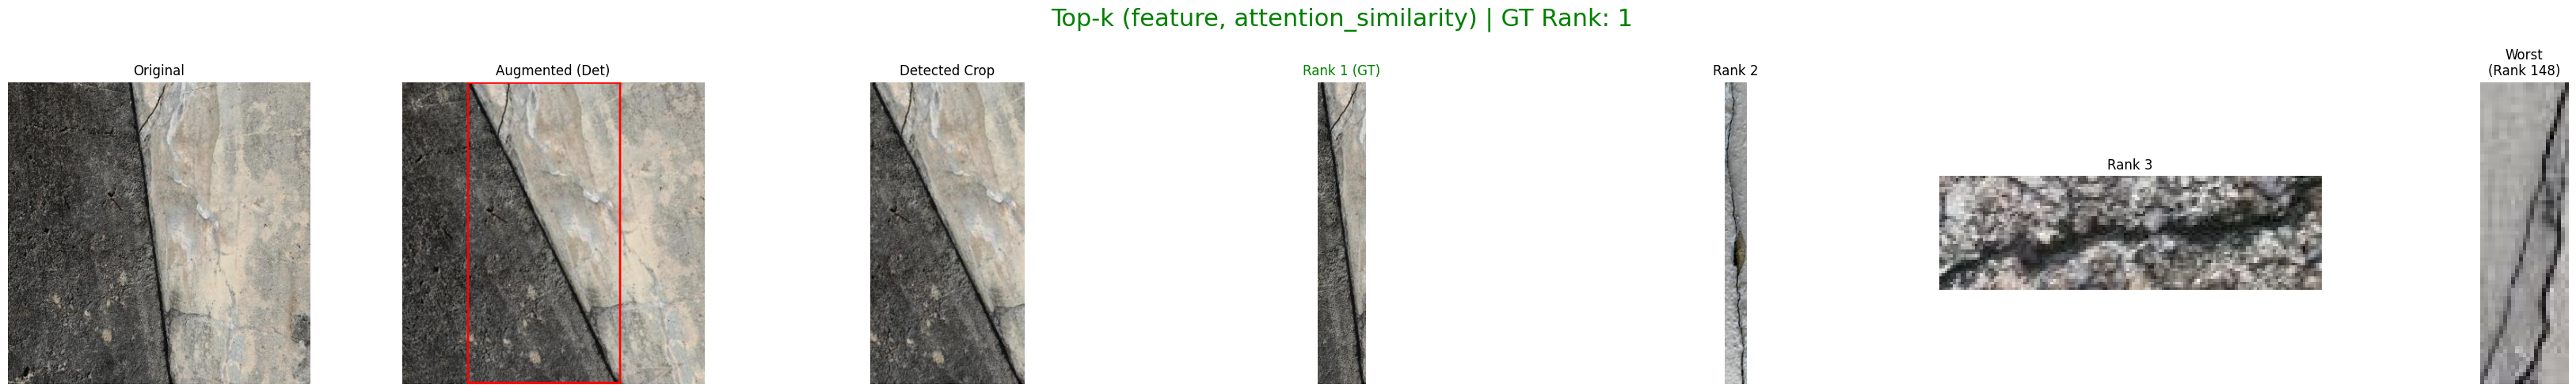 Top-k (feature, attention_similarity) | GT Rank: 1
Original
Augmented (Det)
Detected Crop
Rank 1 (GT)
Rank 2
Rank 3
Worst
(Rank 148)